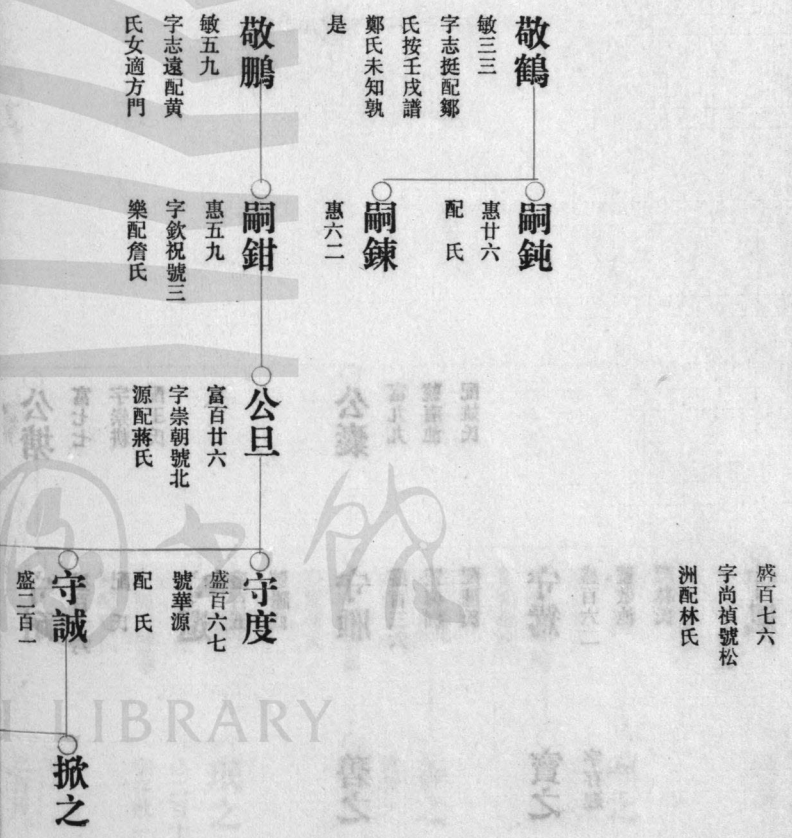 盛百七六
字尚禎號松
洲配林氏
敬鶴
敏三三
字志挺配鄒
氏按壬戌譜
鄭氏未知孰
是
嗣鈍
惠廿六
配　氏
嗣鍊
惠六二
敬鵬
敏五九
字志遠配黄
氏女適方門
嗣鉗
惠五九
字欽祝號三
樂配詹氏
公旦
富百廿六
字崇朝號北
源配蔣氏
守度
盛百六七
號華源
配　氏
守誠
盛二百一
掀之
LIBRARY